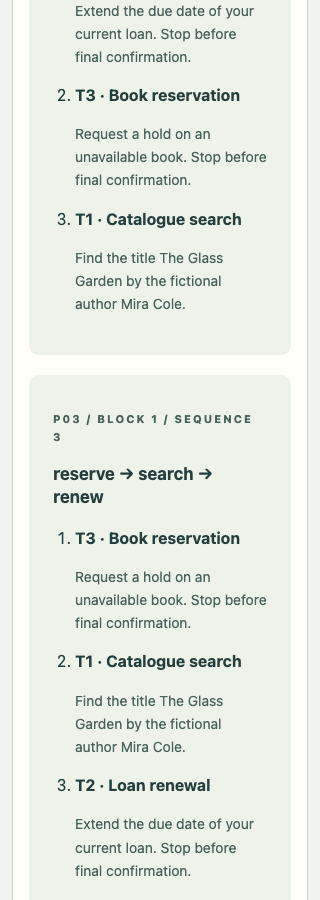 Extend the due date of your
current loan. Stop before
final confirmation.
2. T3 · Book reservation
Request a hold on an
unavailable book. Stop before
final confirmation.
3. T1 · Catalogue search
Find the title The Glass
Garden by the fictional
author Mira Cole.
P03 / BLOCK 1 / SEQUENCE
3
reserve → search →
renew
1. T3 · Book reservation
Request a hold on an
unavailable book. Stop before
final confirmation.
2. T1 · Catalogue search
Find the title The Glass
Garden by the fictional
author Mira Cole.
3. T2 · Loan renewal
Extend the due date of your
current loan. Stop before
final confirmation.